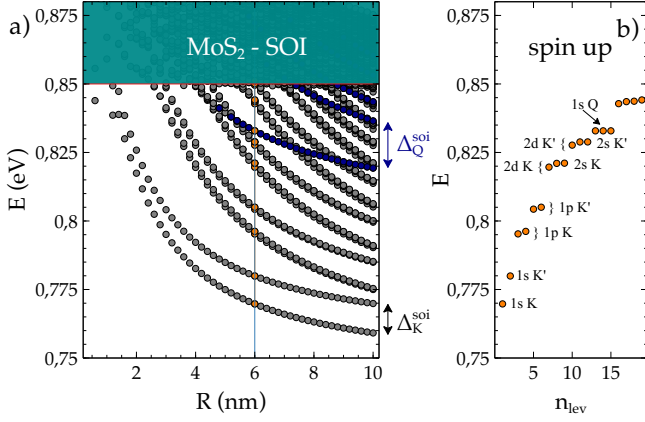 a)
E (eV)
0,875
0,85
0,825
0,8
0,775
0,75
MoS₂ - SOI
Δ_Q^soi
Δ_K^soi
2 4 6 8 10
R (nm)
b)
spin up
E
0,875
0,85
0,825
0,8
0,775
0,75
1s Q
2d K' {
2s K'
2d K {
2s K
} 1p K'
} 1p K
1s K'
1s K
5 10 15
n_lev